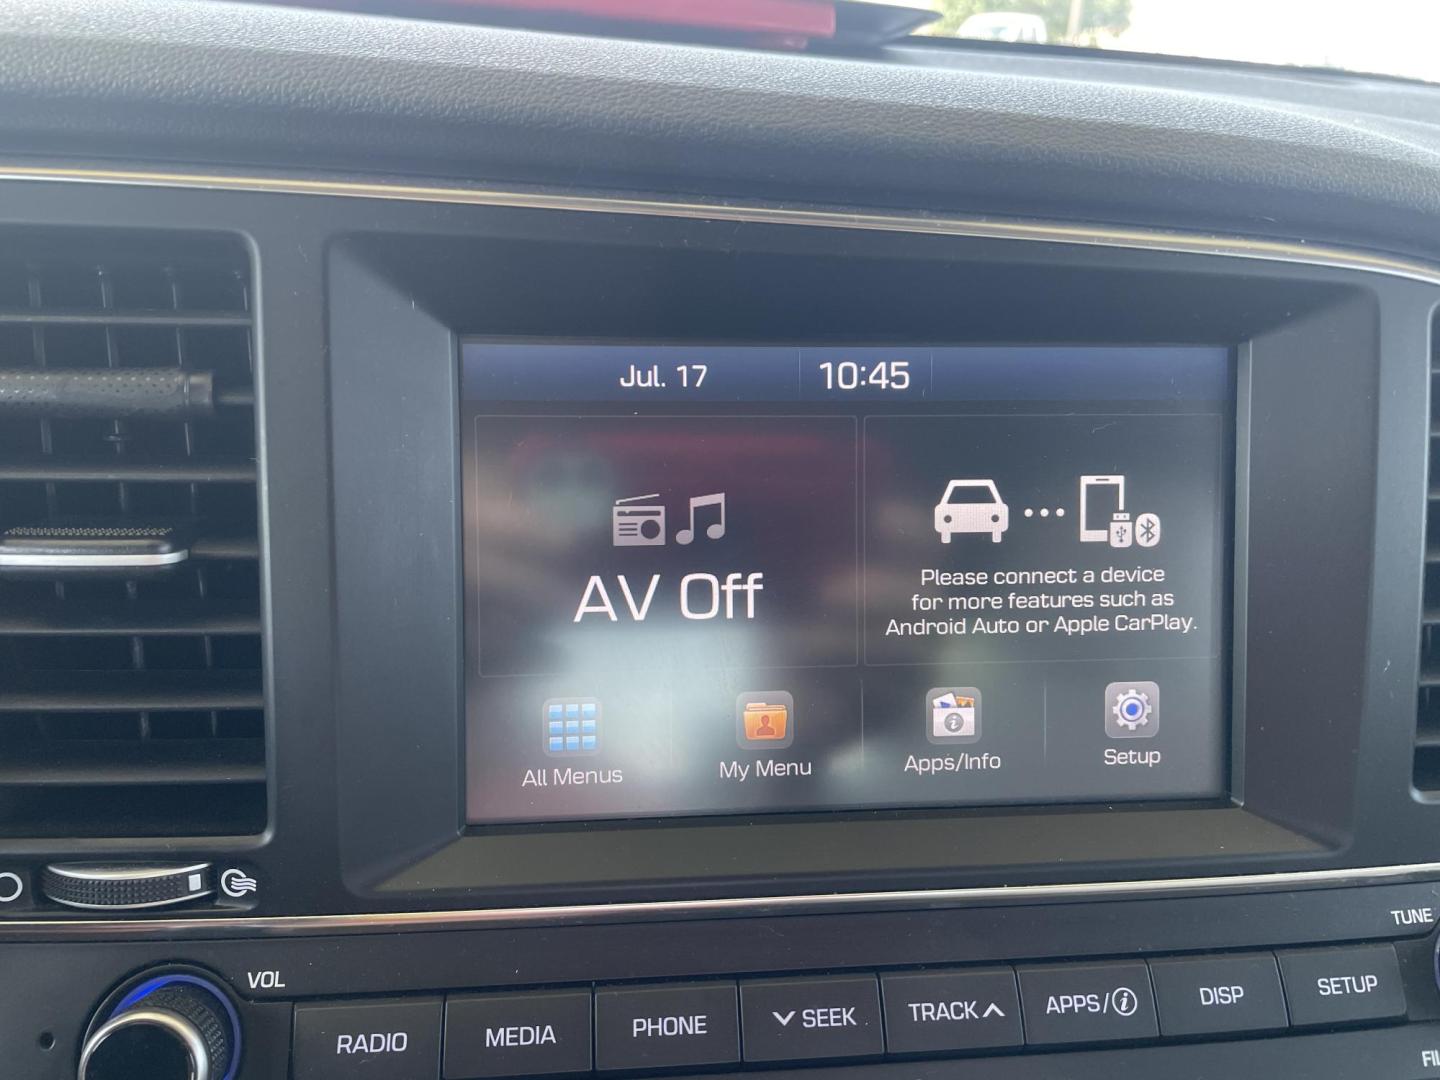 Jul. 17
10:45
AV Off
Please connect a device
for more features such as
Android Auto or Apple CarPlay.
All Menus
My Menu
Apps/Info
Setup
VOL
TUNE
RADIO
MEDIA
PHONE
SEEK
TRACK
APPS/i
DISP
SETUP